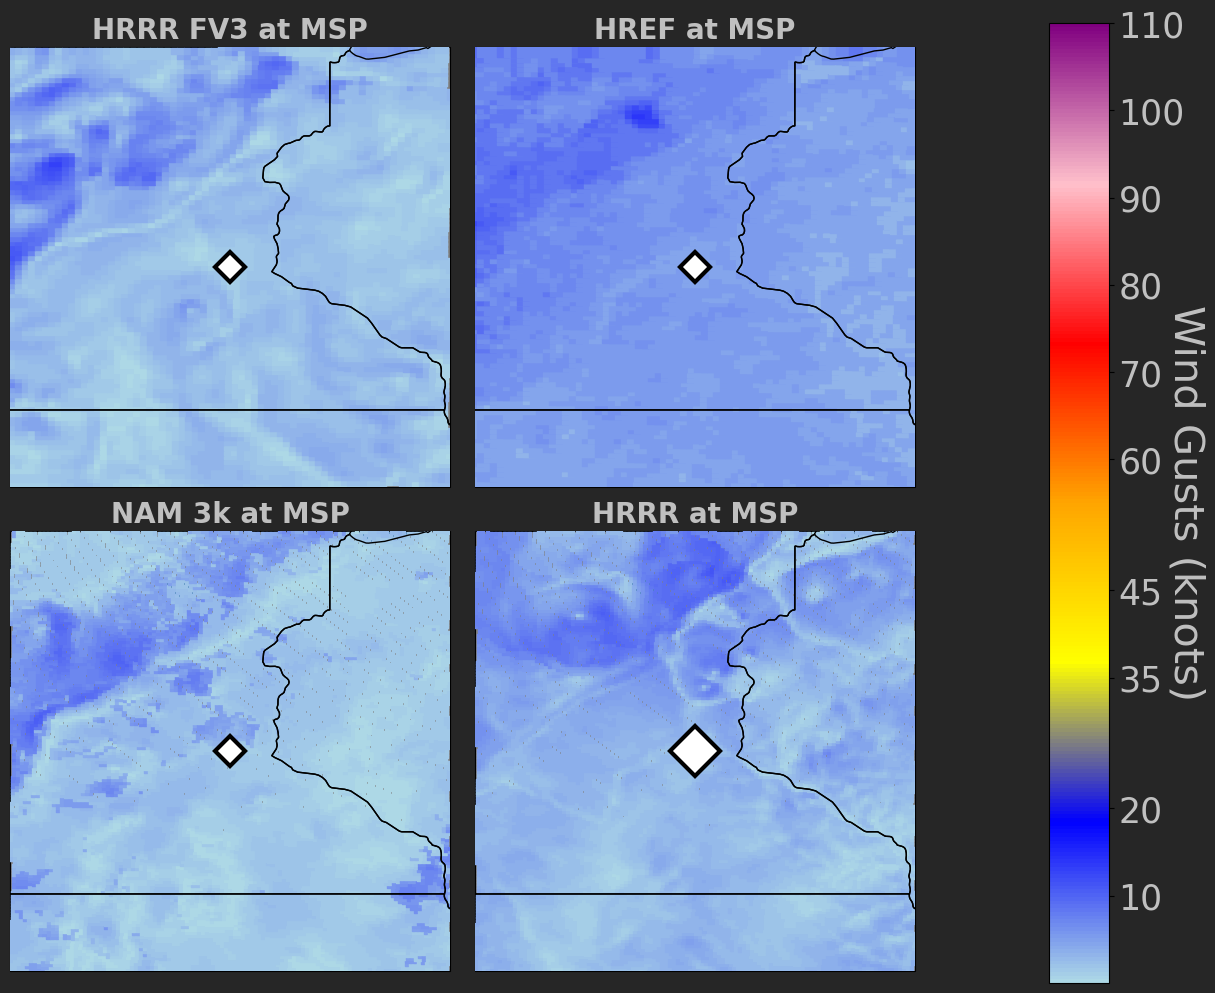 HRRR FV3 at MSP
HREF at MSP
NAM 3k at MSP
HRRR at MSP
110
100
90
80
70
60
45
35
20
10
Wind Gusts (knots)